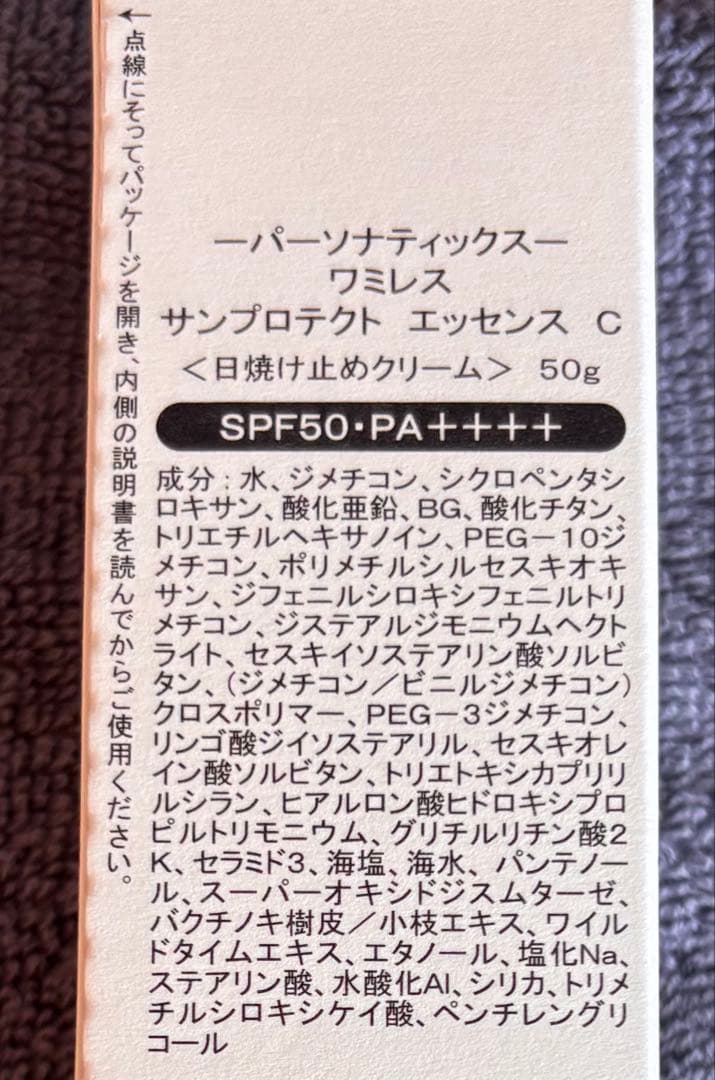 ←点線にそってパッケージを開き、内側の説明書を読んでからご使用ください。
ーパーソナティックスー
ワミレス
サンプロテクト エッセンス C
＜日焼け止めクリーム＞ 50g
SPF50・PA＋＋＋＋
成分：水、ジメチコン、シクロペンタシ
ロキサン、酸化亜鉛、BG、酸化チタン、
トリエチルヘキサノイン、PEG－10ジ
メチコン、ポリメチルシルセスキオキ
サン、ジフェニルシロキシフェニルトリ
メチコン、ジステアルジモニウムヘクト
ライト、セスキイソステアリン酸ソルビ
タン、（ジメチコン／ビニルジメチコン）
クロスポリマー、PEG－3ジメチコン、
リンゴ酸ジイソステアリル、セスキオレ
イン酸ソルビタン、トリエトキシカプリリ
ルシラン、ヒアルロン酸ヒドロキシプロ
ピルトリモニウム、グリチルリチン酸2
K、セラミド3、海塩、海水、パンテノー
ル、スーパーオキシドジスムターゼ、
バクチノキ樹皮／小枝エキス、ワイル
ドタイムエキス、エタノール、塩化Na、
ステアリン酸、水酸化Al、シリカ、トリメ
チルシロキシケイ酸、ペンチレングリ
コール